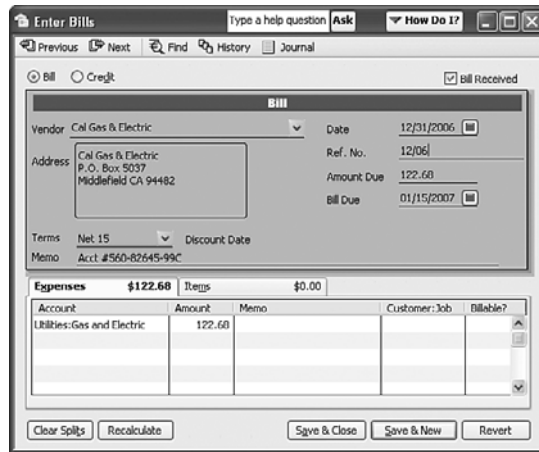 Enter Bills Type a help question Ask How Do I?
Previous Next Find History Journal
Bill Credit Bill Received
Bill
Vendor Cal Gas & Electric Date 12/31/2006
Ref. No. 12/06
Address Cal Gas & Electric
P.O. Box 5037
Middlefield CA 94482
Amount Due 122.68
Bill Due 01/15/2007
Terms Net 15 Discount Date
Memo Acct #560-82645-99C
Expenses $122.68 Items $0.00
Account Amount Memo Customer:Job Billable?
Utilities:Gas and Electric 122.68
Clear Splits Recalculate Save & Close Save & New Revert